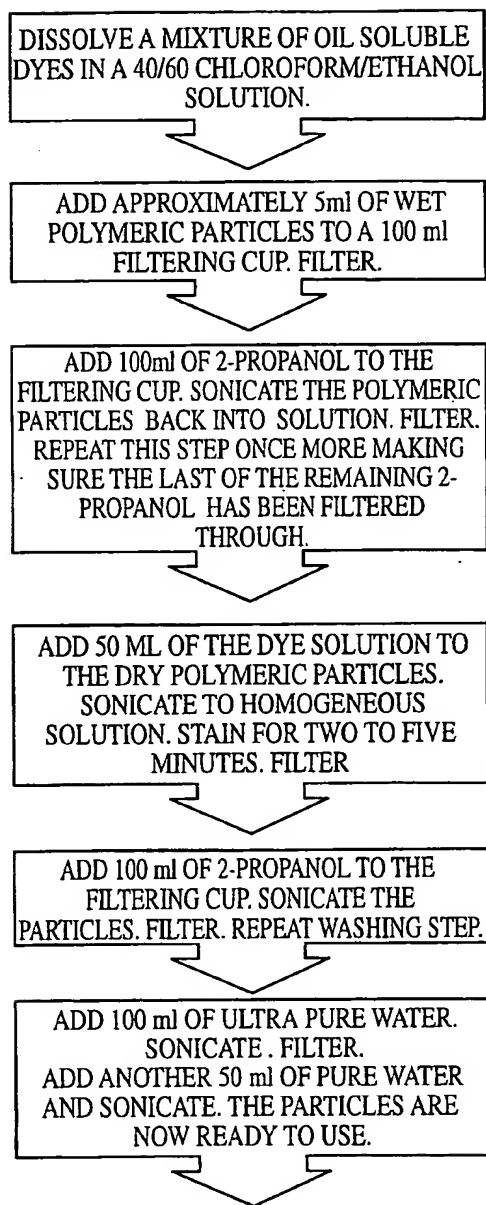 DISSOLVE A MIXTURE OF OIL SOLUBLE
DYES IN A 40/60 CHLOROFORM/ETHANOL
SOLUTION.
ADD APPROXIMATELY 5ml OF WET
POLYMERIC PARTICLES TO A 100 ml
FILTERING CUP. FILTER.
ADD 100ml OF 2-PROPANOL TO THE
FILTERING CUP. SONICATE THE POLYMERIC
PARTICLES BACK INTO SOLUTION. FILTER.
REPEAT THIS STEP ONCE MORE MAKING
SURE THE LAST OF THE REMAINING 2-
PROPANOL HAS BEEN FILTERED
THROUGH.
ADD 50 ML OF THE DYE SOLUTION TO
THE DRY POLYMERIC PARTICLES.
SONICATE TO HOMOGENEOUS
SOLUTION. STAIN FOR TWO TO FIVE
MINUTES. FILTER
ADD 100 ml OF 2-PROPANOL TO THE
FILTERING CUP. SONICATE THE
PARTICLES. FILTER. REPEAT WASHING STEP.
ADD 100 ml OF ULTRA PURE WATER.
SONICATE . FILTER.
ADD ANOTHER 50 ml OF PURE WATER
AND SONICATE. THE PARTICLES ARE
NOW READY TO USE.